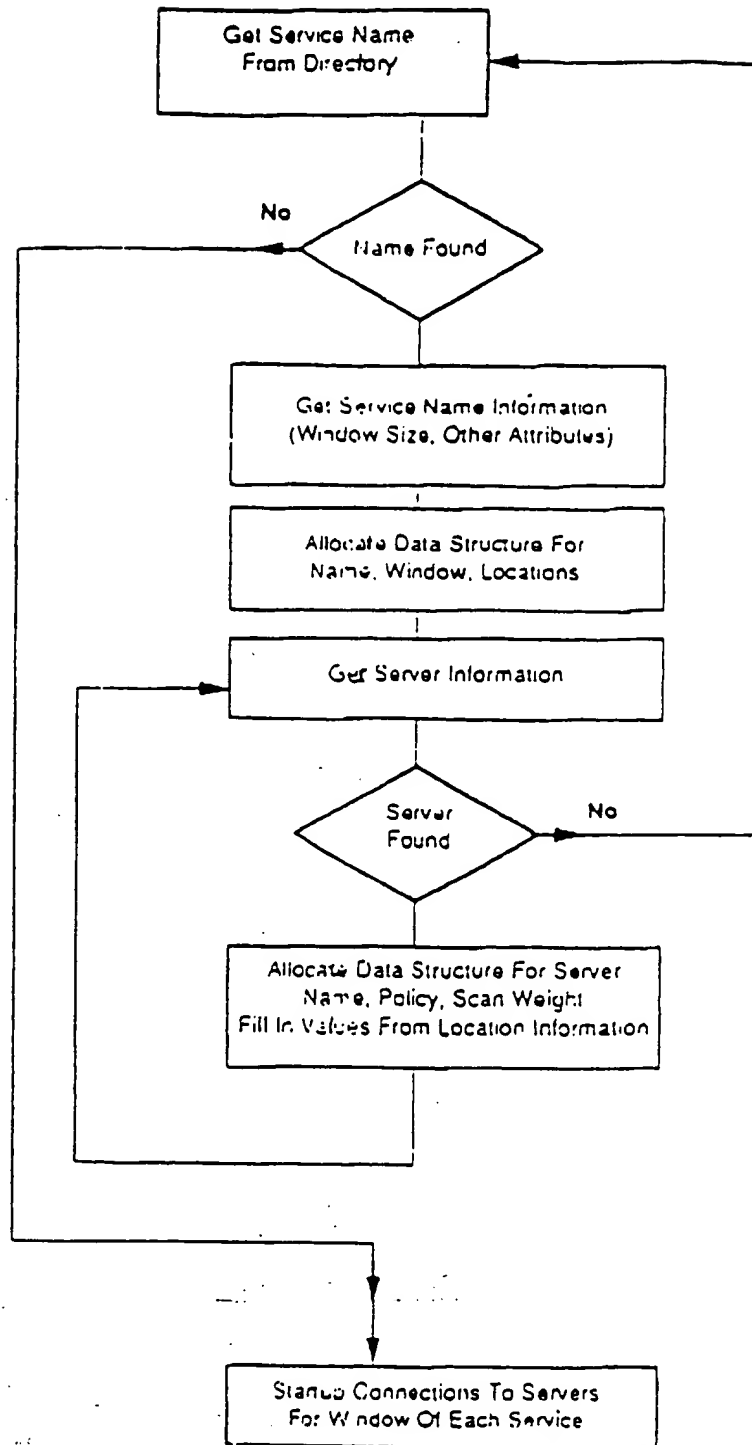 Get Service Name
From Directory
No
Name Found
Get Service Name Information
(Window Size, Other Attributes)
Allocate Data Structure For
Name, Window, Locations
Get Server Information
Server
Found
No
Allocate Data Structure For Server
Name, Policy, Scan Weight
Fill In Values From Location Information
Startup Connections To Servers
For Window Of Each Service